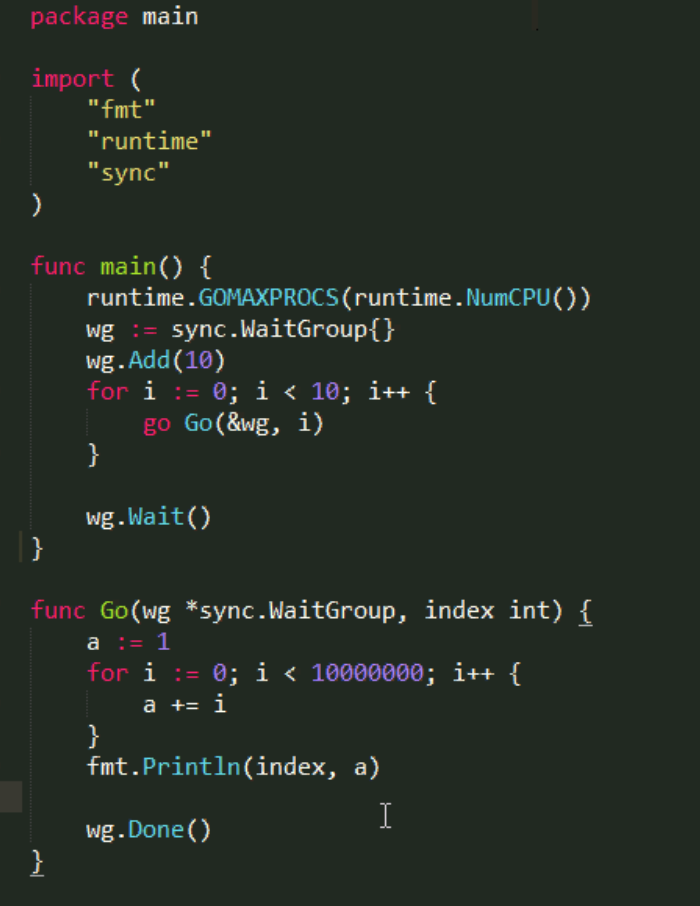 package main
import (
"fmt"
"runtime"
"sync"
)
func main() {
runtime.GOMAXPROCS(runtime.NumCPU())
wg := sync.WaitGroup{}
wg.Add(10)
for i := 0; i < 10; i++ {
go Go(&wg, i)
}
wg.Wait()
}
func Go(wg *sync.WaitGroup, index int) {
a := 1
for i := 0; i < 10000000; i++ {
a += i
}
fmt.Println(index, a)
wg.Done()
}